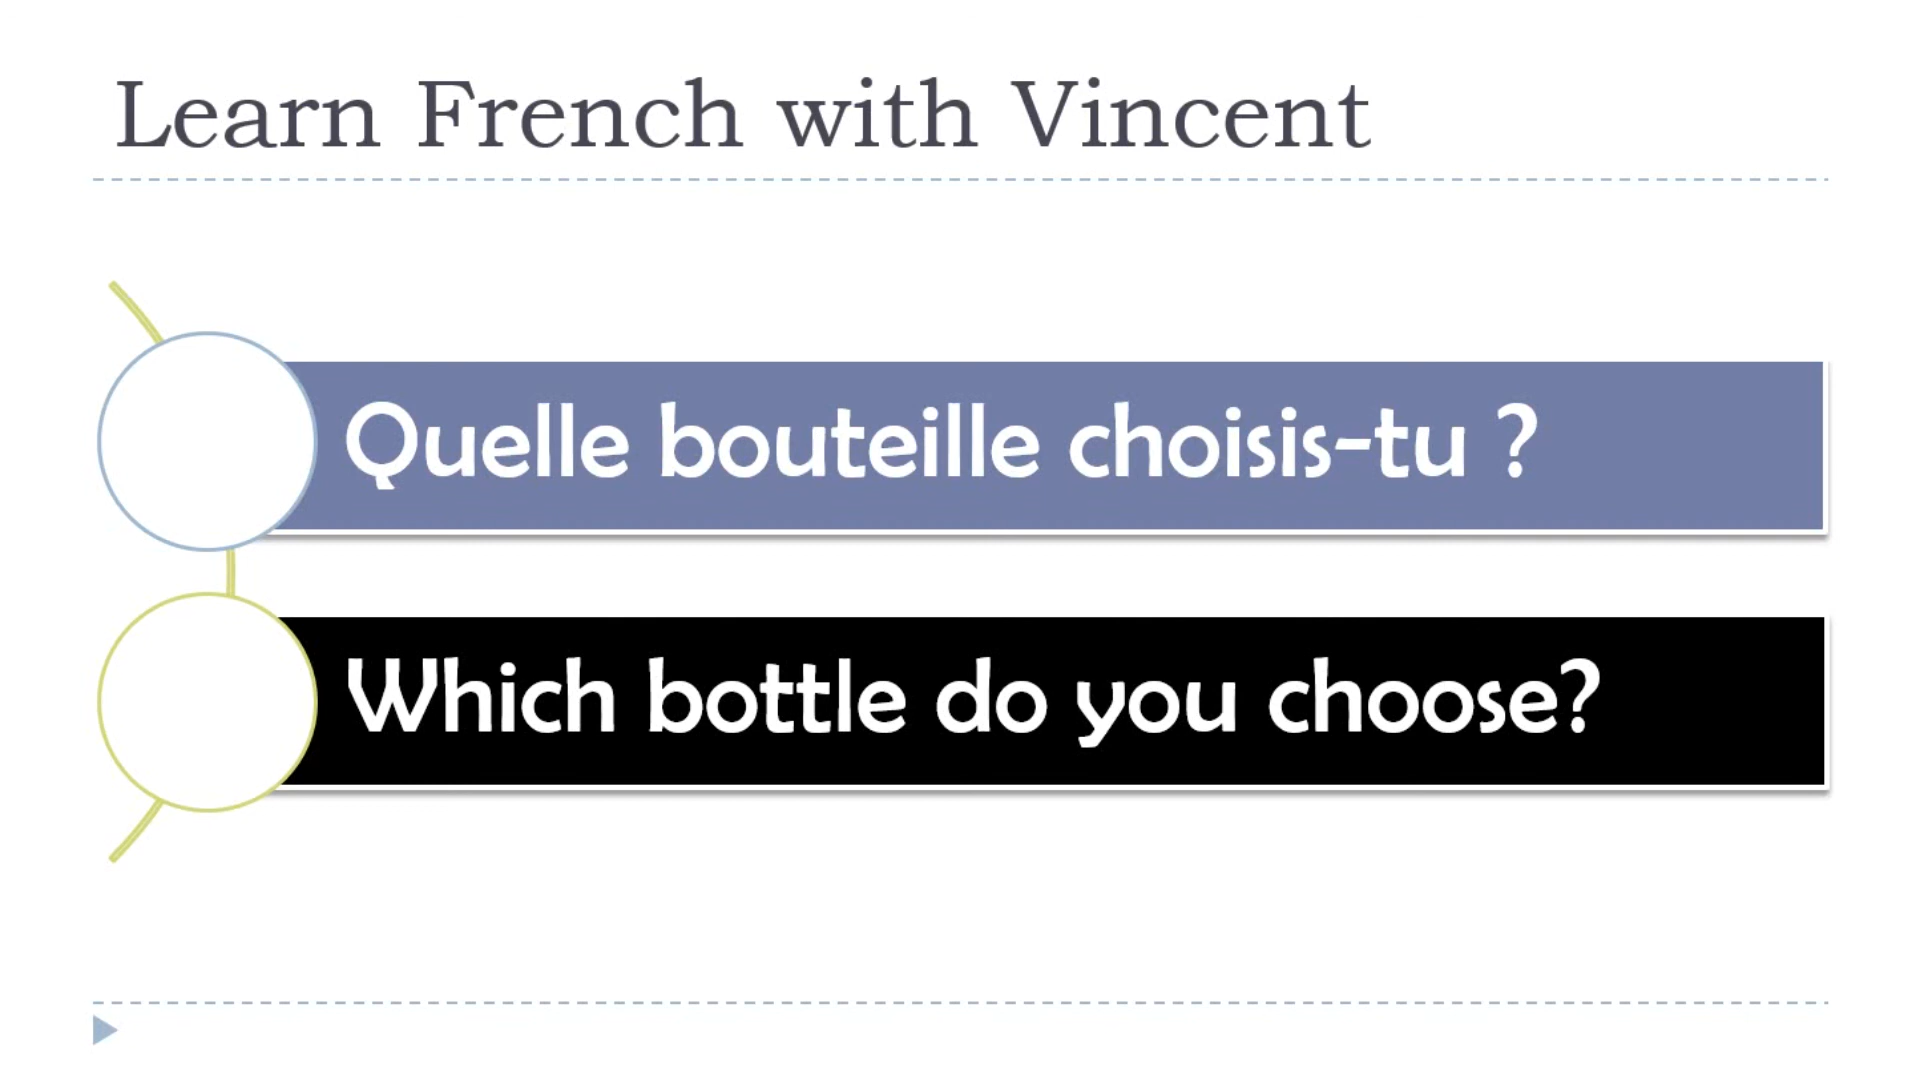 Learn French with Vincent
Quelle bouteille choisis-tu ?
Which bottle do you choose?